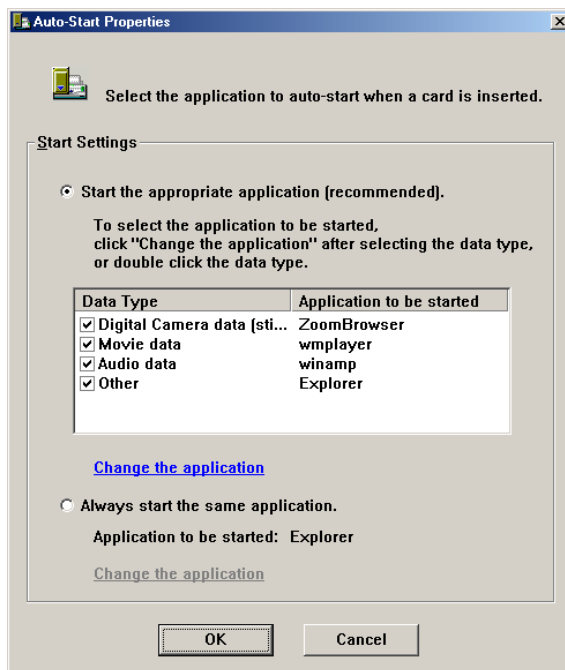 Auto-Start Properties
Select the application to auto-start when a card is inserted.
Start Settings
Start the appropriate application (recommended).
To select the application to be started,
click "Change the application" after selecting the data type,
or double click the data type.
Data Type Application to be started
Digital Camera data (sti... ZoomBrowser
Movie data wmplayer
Audio data winamp
Other Explorer
Change the application
Always start the same application.
Application to be started: Explorer
Change the application
OK Cancel